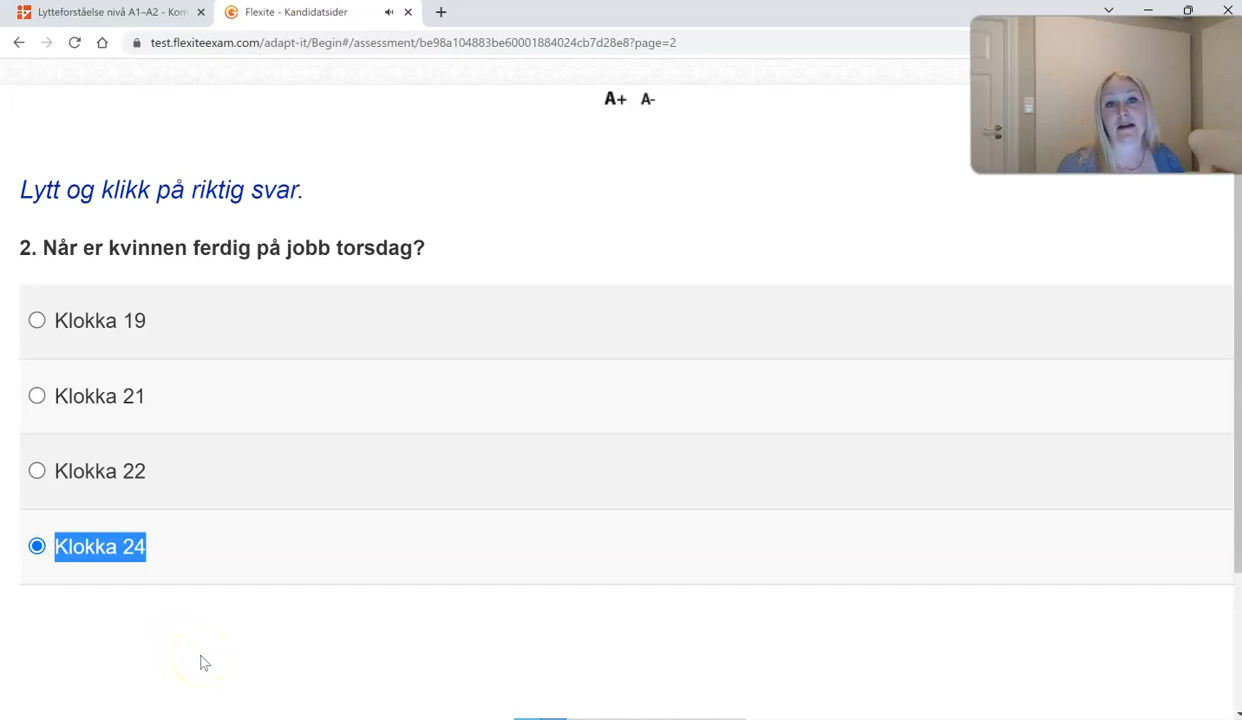 Lytteforståelse nivå A1–A2 - Kom
Flexite - Kandidatsider
test.flexiteexam.com/adapt-it/Begin#/assessment/be98a104883be60001884024cb7d28e8?page=2
A+ A-
Lytt og klikk på riktig svar.
2. Når er kvinnen ferdig på jobb torsdag?
Klokka 19
Klokka 21
Klokka 22
Klokka 24